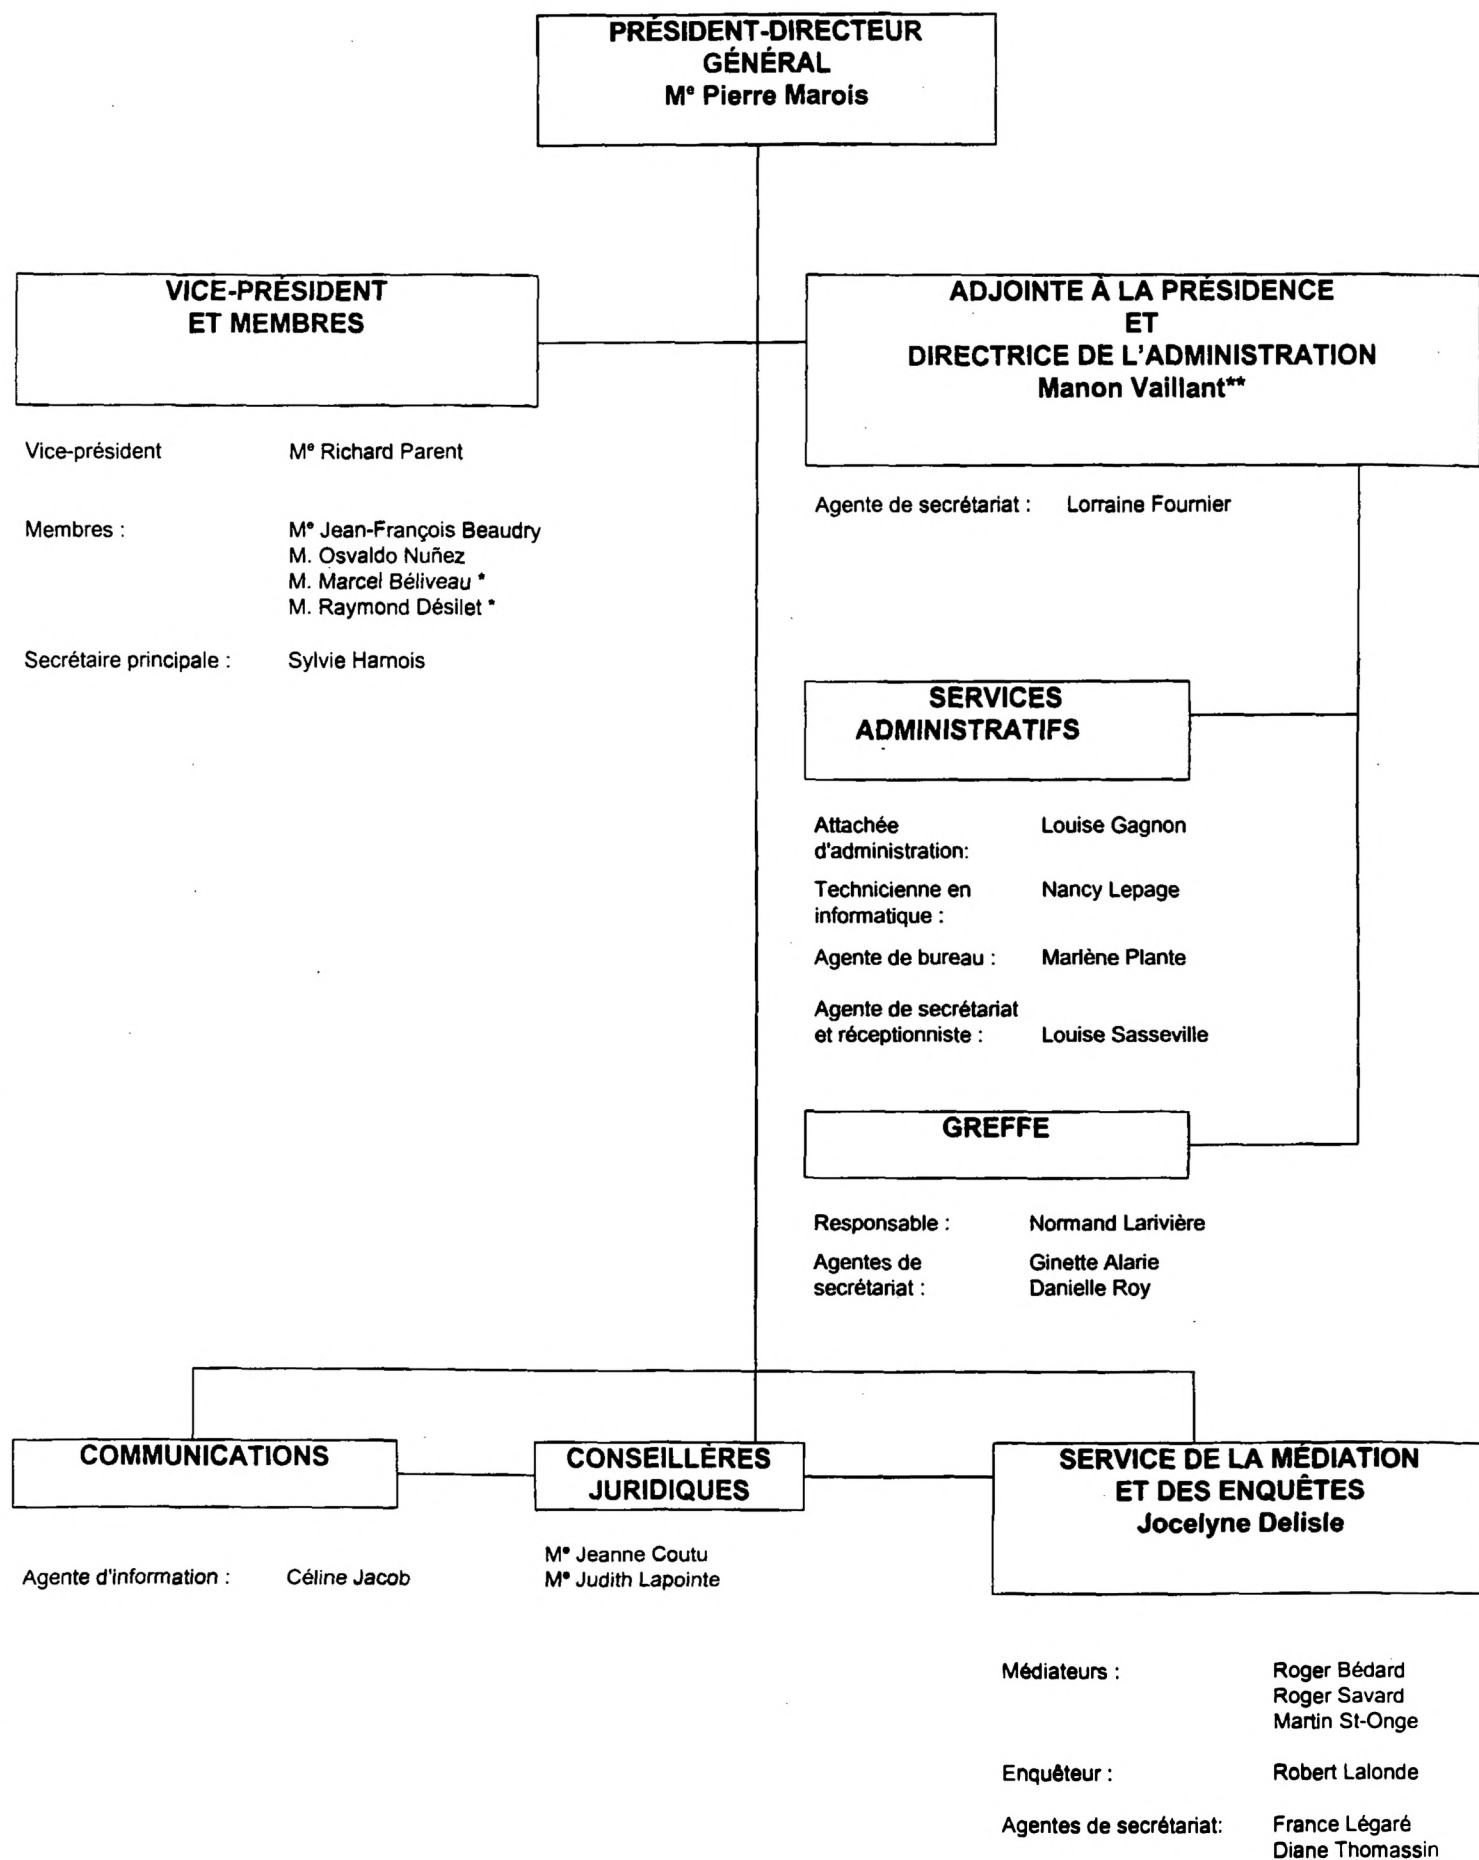 PRÉSIDENT-DIRECTEUR
GÉNÉRAL
Mᵉ Pierre Marois
VICE-PRÉSIDENT
ET MEMBRES
Vice-président Mᵉ Richard Parent
Membres : Mᵉ Jean-François Beaudry
M. Osvaldo Nuñez
M. Marcel Béliveau *
M. Raymond Désilet *
Secrétaire principale : Sylvie Harnois
ADJOINTE À LA PRÉSIDENCE
ET
DIRECTRICE DE L'ADMINISTRATION
Manon Vaillant**
Agente de secrétariat : Lorraine Fournier
SERVICES
ADMINISTRATIFS
Attachée Louise Gagnon
d'administration:
Technicienne en Nancy Lepage
informatique :
Agente de bureau : Marlène Plante
Agente de secrétariat
et réceptionniste : Louise Sasseville
GREFFE
Responsable : Normand Larivière
Agentes de Ginette Alarie
secrétariat : Danielle Roy
COMMUNICATIONS
Agente d'information : Céline Jacob
CONSEILLÈRES
JURIDIQUES
Mᵉ Jeanne Coutu
Mᵉ Judith Lapointe
SERVICE DE LA MÉDIATION
ET DES ENQUÊTES
Jocelyne Delisle
Médiateurs : Roger Bédard
Roger Savard
Martin St-Onge
Enquêteur : Robert Lalonde
Agentes de secrétariat: France Légaré
Diane Thomassin